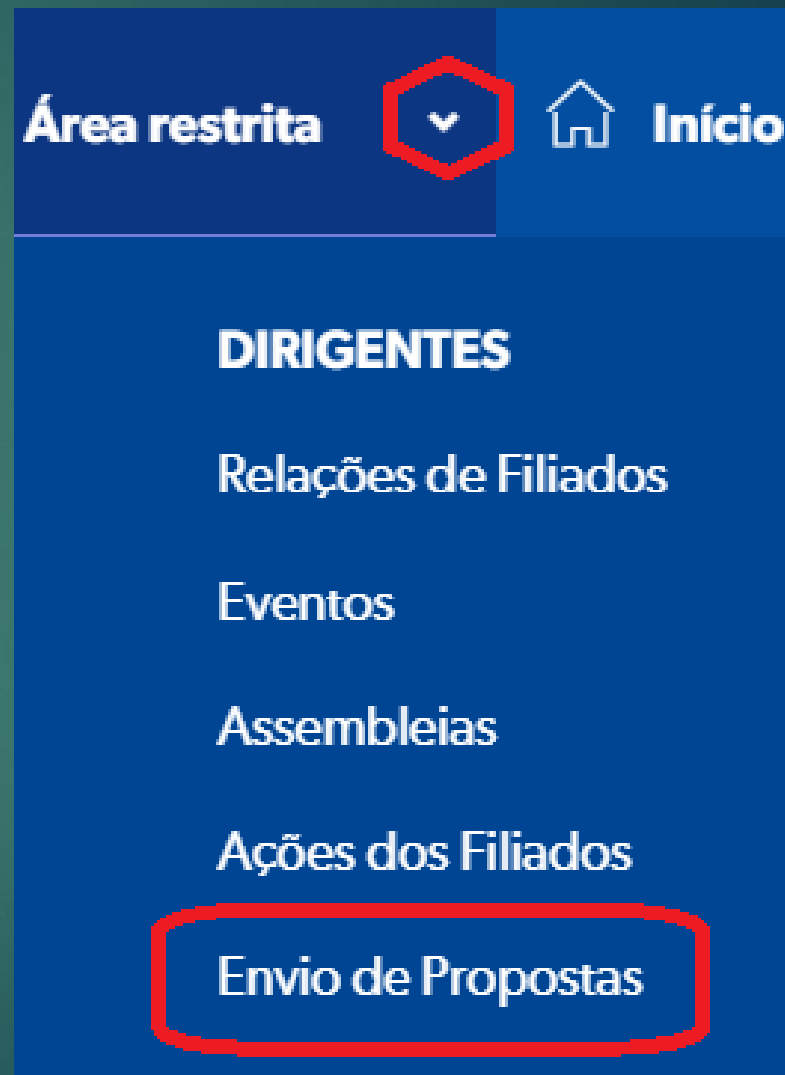 Área restrita Início
DIRIGENTES
Relações de Filiados
Eventos
Assembleias
Ações dos Filiados
Envio de Propostas